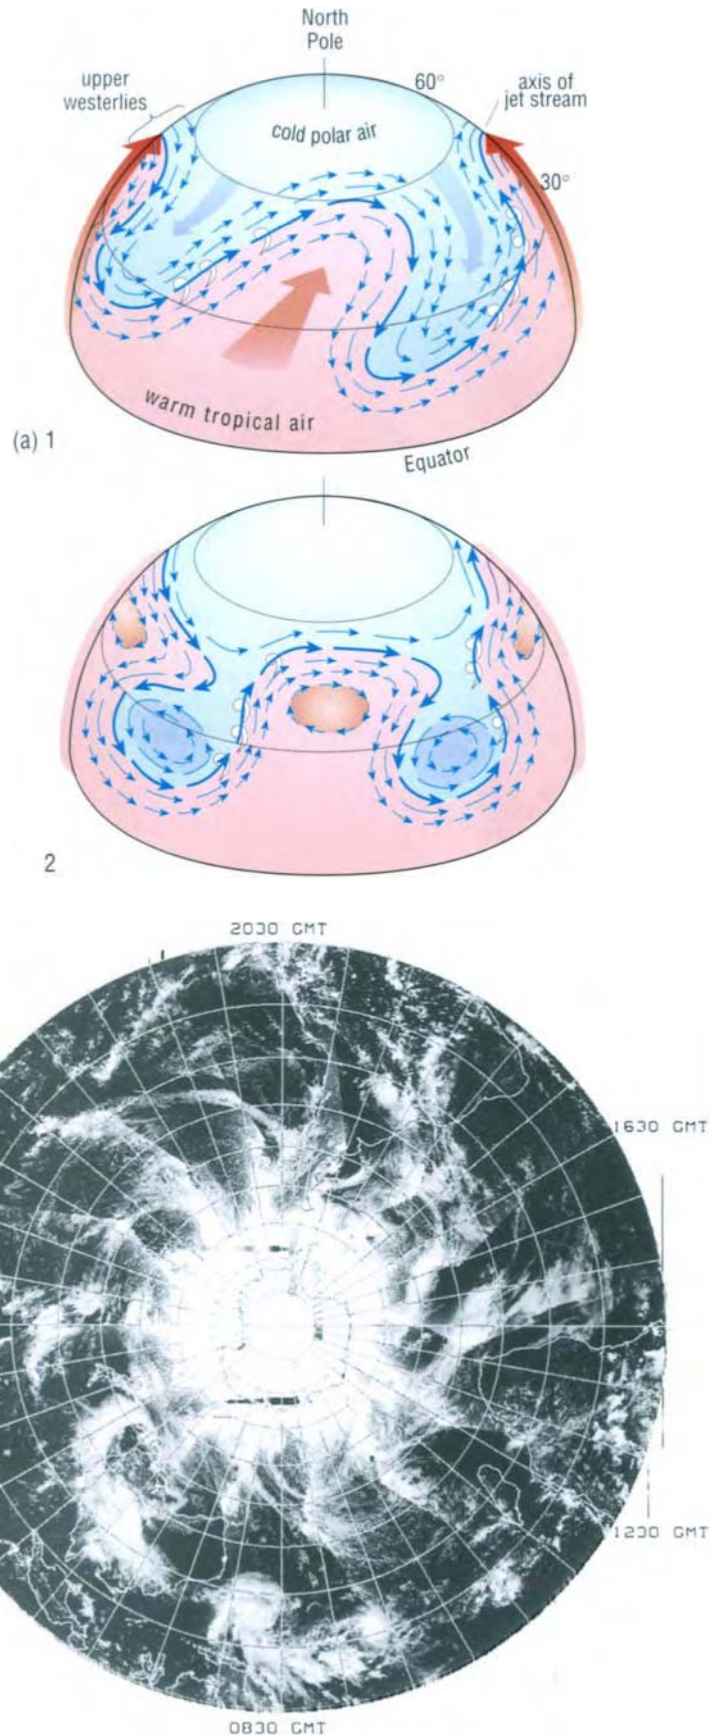 North
Pole
upper
westerlies
60°
axis of
jet stream
cold polar air
30°
warm tropical air
(a) 1
Equator
2
2030 GMT
1630 GMT
1230 GMT
0830 GMT